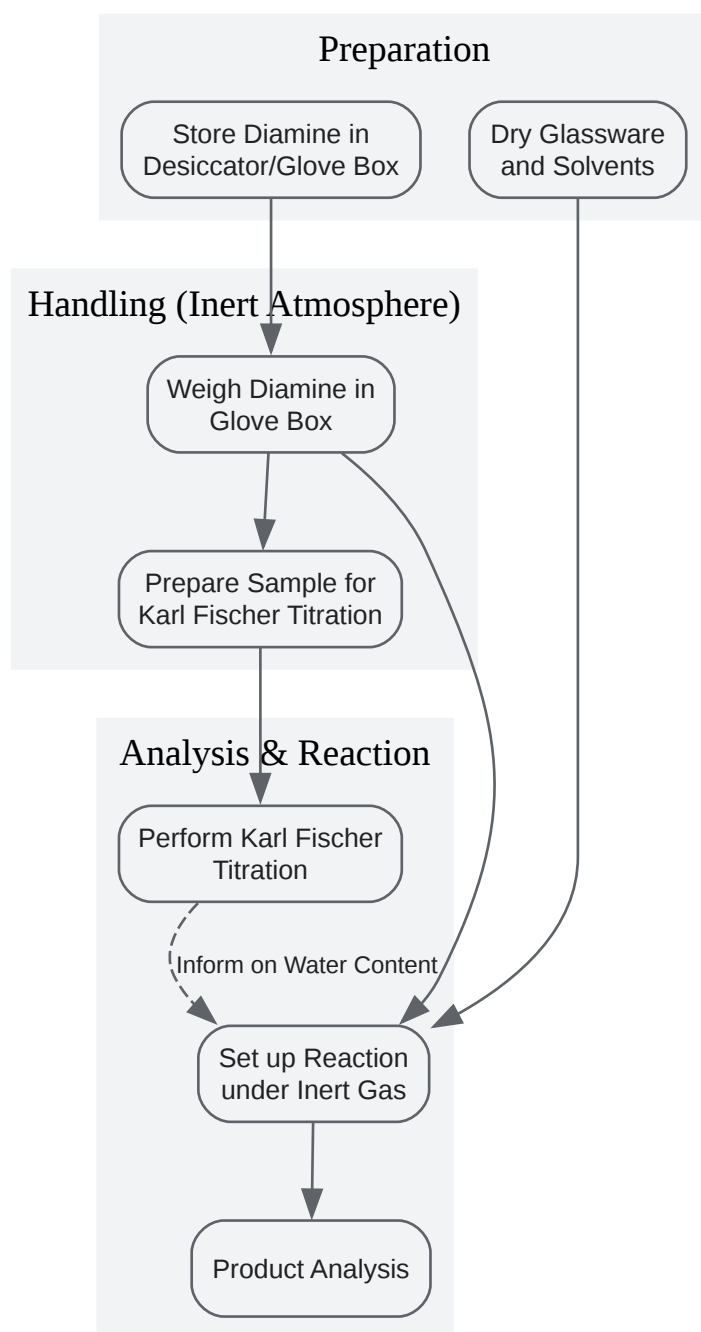 Preparation
Store Diamine in
Desiccator/Glove Box
Dry Glassware
and Solvents
Handling (Inert Atmosphere)
Weigh Diamine in
Glove Box
Prepare Sample for
Karl Fischer Titration
Analysis & Reaction
Perform Karl Fischer
Titration
Inform on Water Content
Set up Reaction
under Inert Gas
Product Analysis